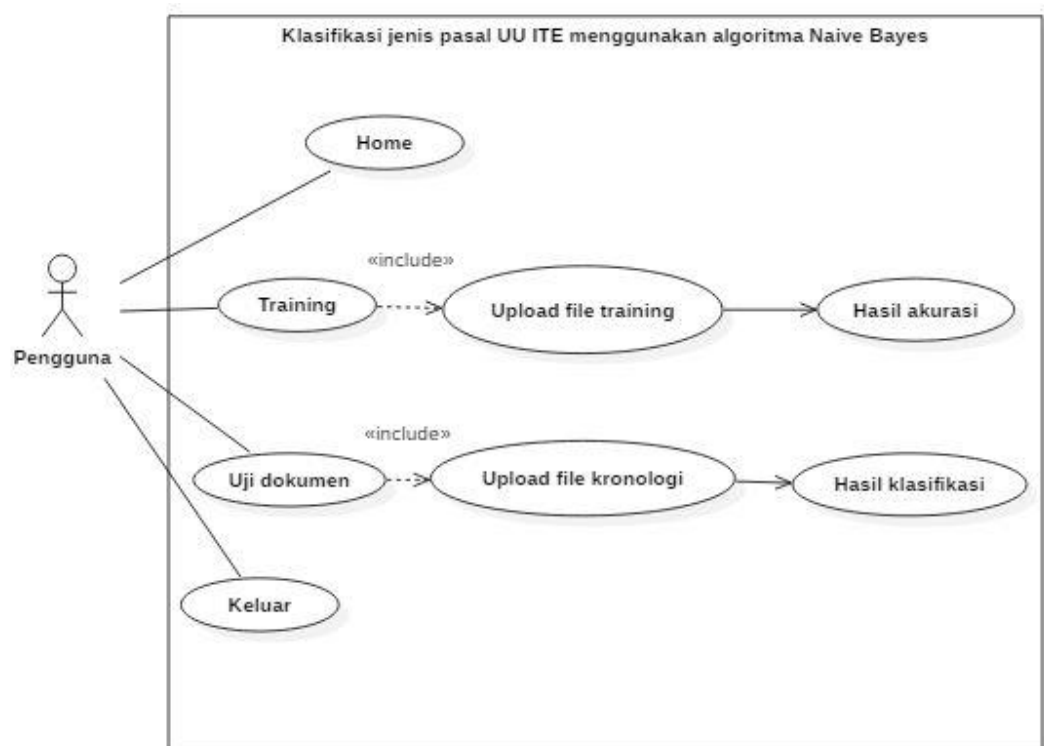 Klasifikasi jenis pasal UU ITE menggunakan algoritma Naive Bayes
Home
«include»
Training
Upload file training
Hasil akurasi
Pengguna
«include»
Uji dokumen
Upload file kronologi
Hasil klasifikasi
Keluar